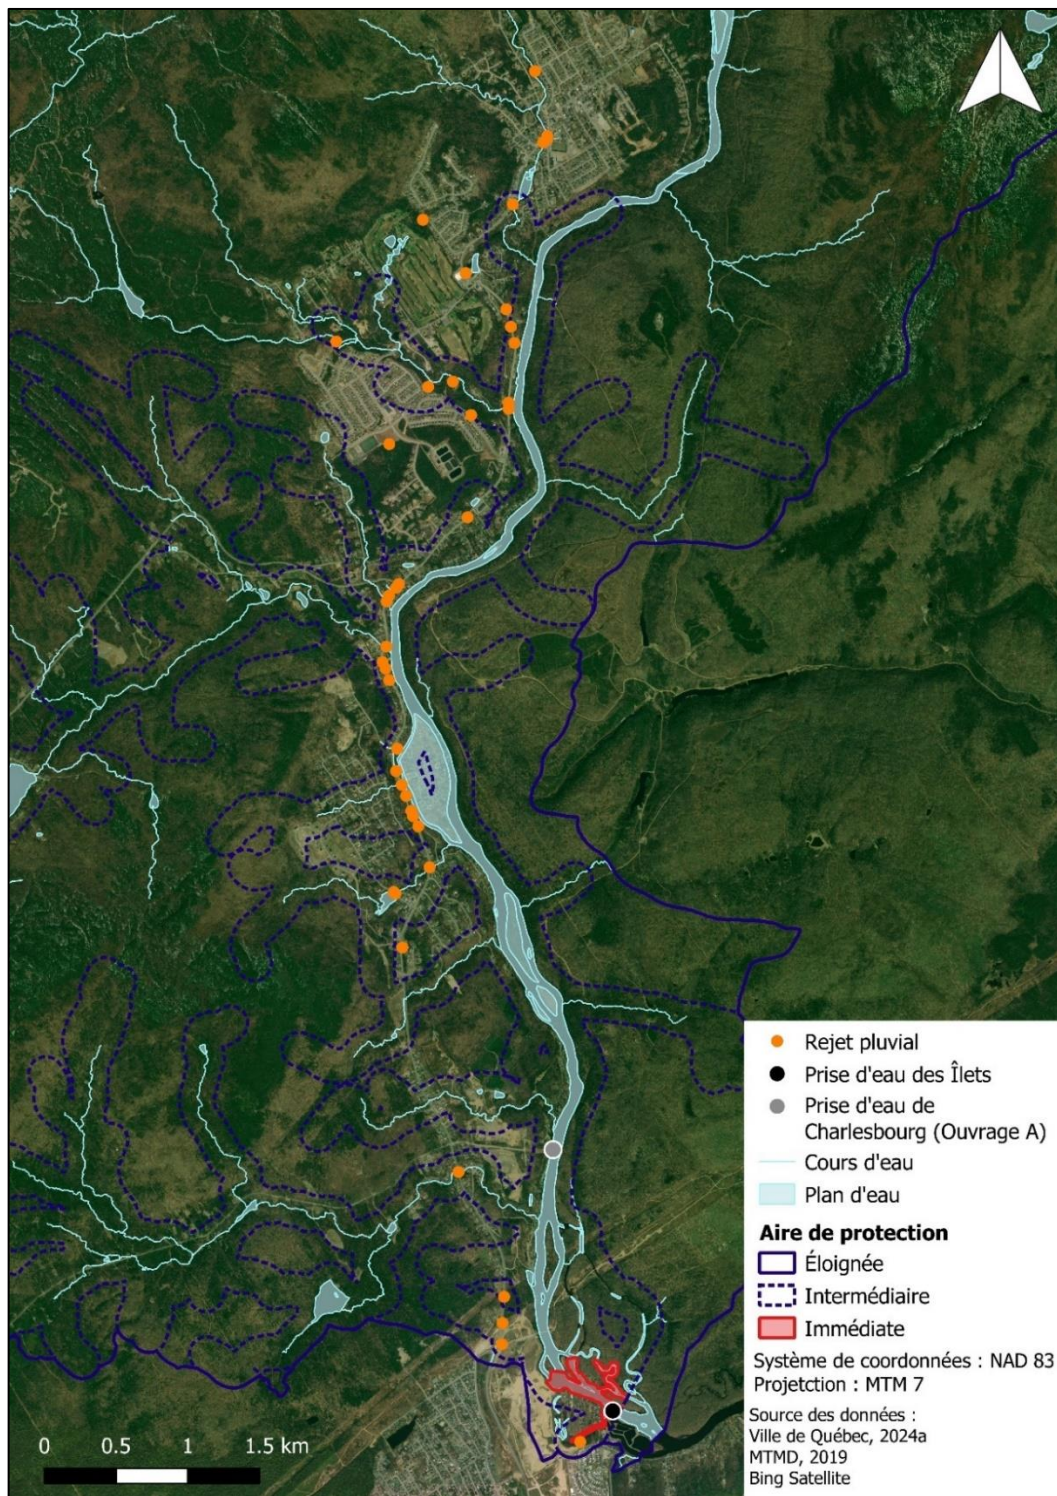 Rejet pluvial
Prise d'eau des Îlets
Prise d'eau de
Charlesbourg (Ouvrage A)
Cours d'eau
Plan d'eau
Aire de protection
Éloignée
Intermédiaire
Immédiate
Système de coordonnées : NAD 83
Projetction : MTM 7
Source des données :
Ville de Québec, 2024a
MTMD, 2019
Bing Satellite
0 0.5 1 1.5 km